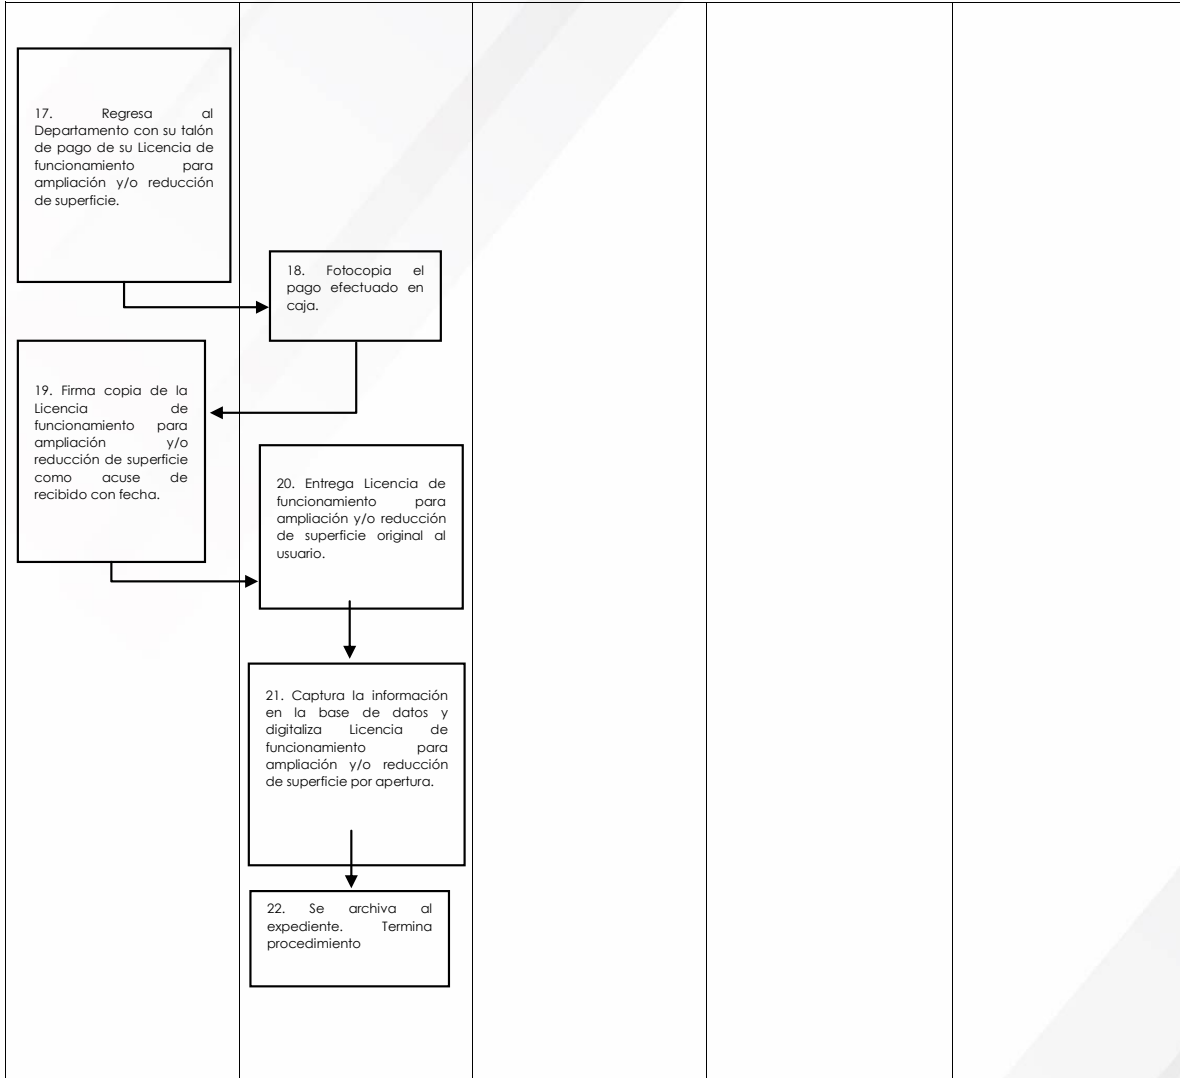 17. Regresa al
Departamento con su talón
de pago de su Licencia de
funcionamiento para
ampliación y/o reducción
de superficie.
18. Fotocopia el
pago efectuado en
caja.
19. Firma copia de la
Licencia de
funcionamiento para
ampliación y/o
reducción de superficie
como acuse de
recibido con fecha.
20. Entrega Licencia de
funcionamiento para
ampliación y/o reducción
de superficie original al
usuario.
21. Captura la información
en la base de datos y
digitaliza Licencia de
funcionamiento para
ampliación y/o reducción
de superficie por apertura.
22. Se archiva al
expediente. Termina
procedimiento